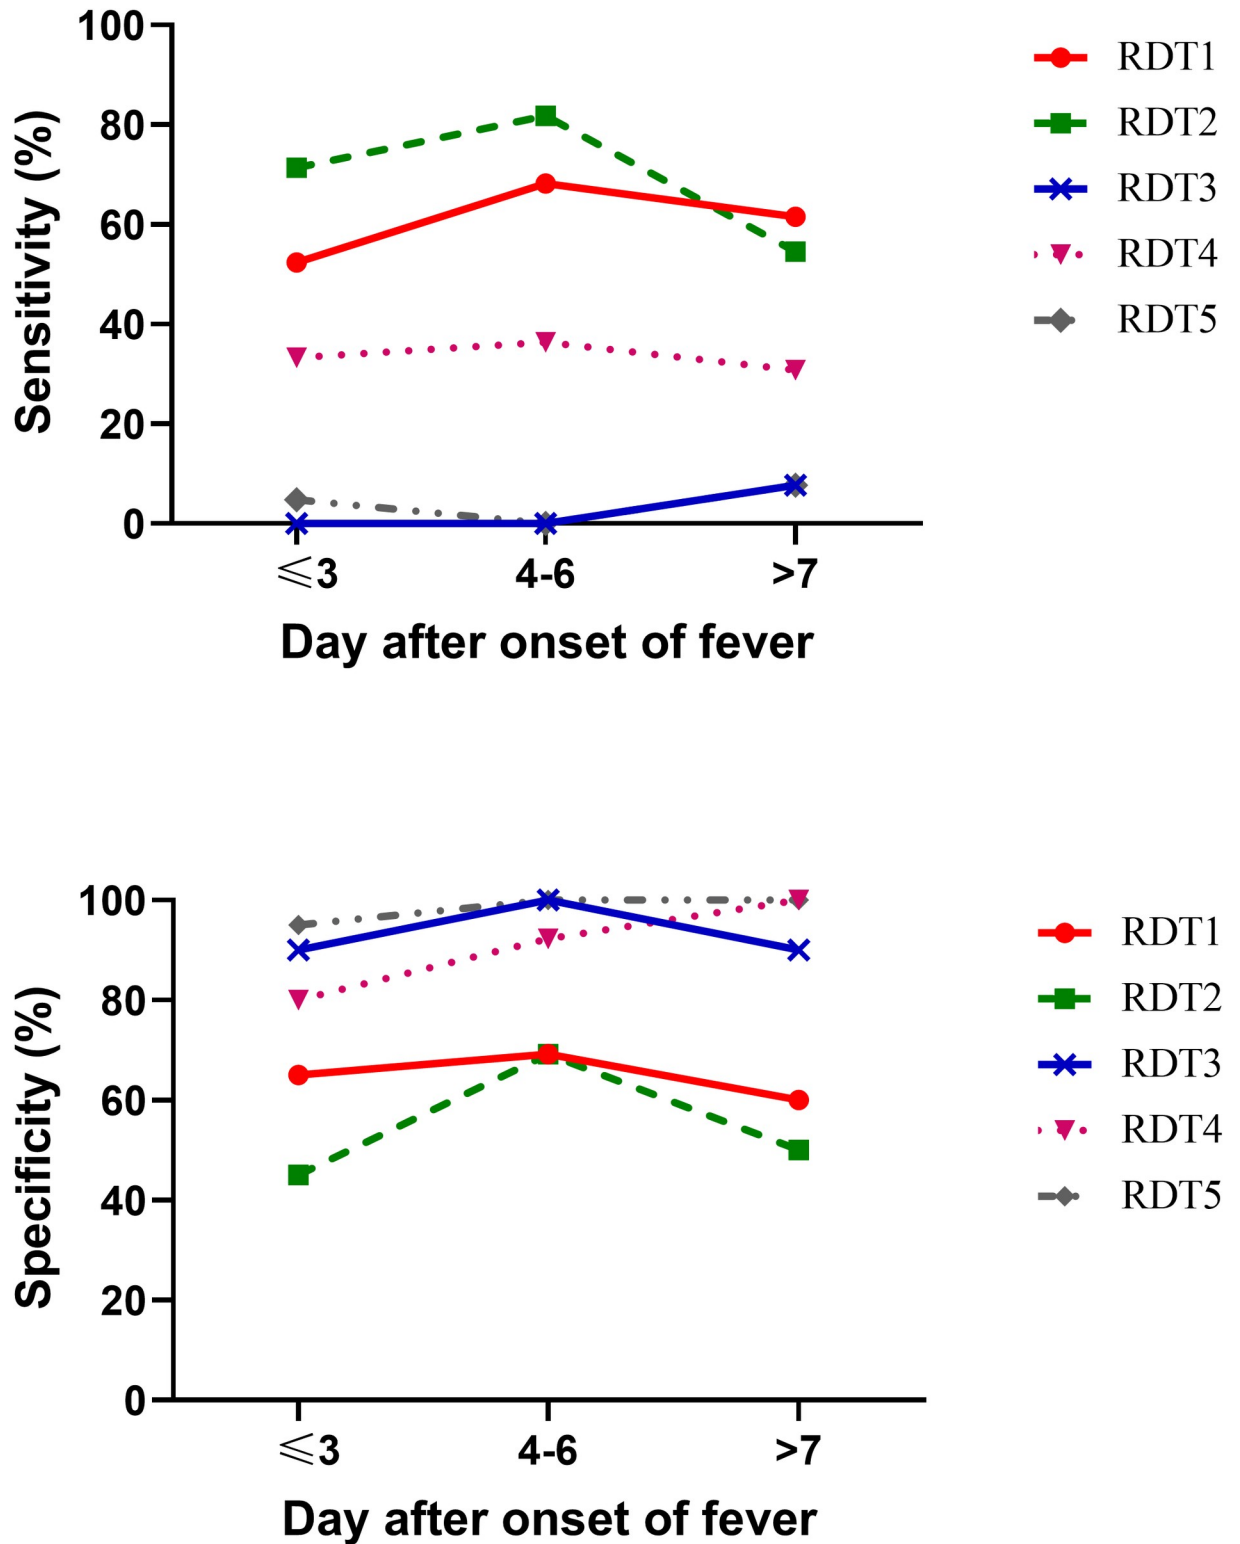 100
80
60
40
20
0
Sensitivity (%)
⩽3 4-6 >7
Day after onset of fever
RDT1
RDT2
RDT3
RDT4
RDT5
100
80
60
40
20
0
Specificity (%)
⩽3 4-6 >7
Day after onset of fever
RDT1
RDT2
RDT3
RDT4
RDT5